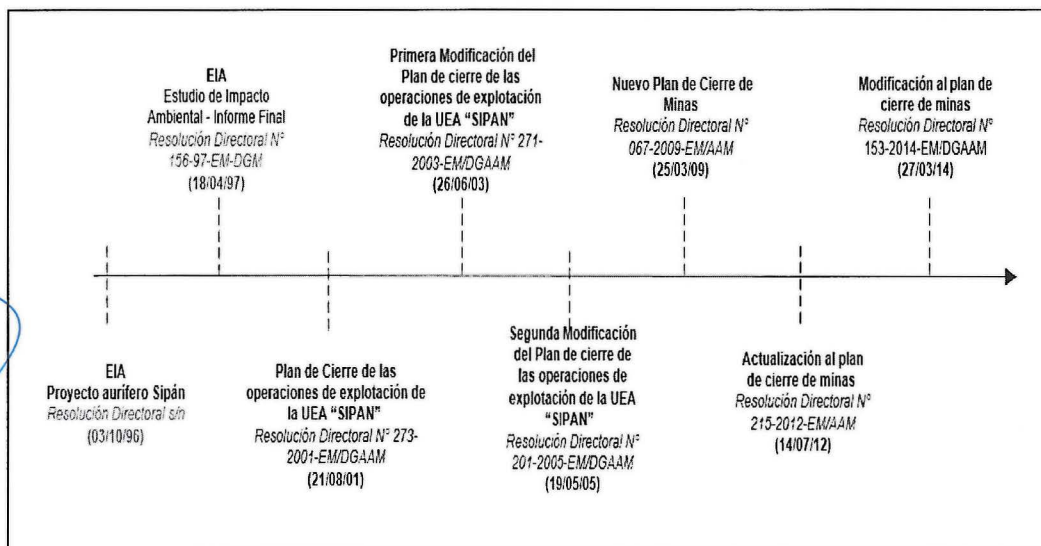 EIA
Estudio de Impacto
Ambiental - Informe Final
Resolución Directoral N°
156-97-EM-DGM
(18/04/97)
Primera Modificación del
Plan de cierre de las
operaciones de explotación
de la UEA "SIPAN"
Resolución Directoral N° 271-
2003-EM/DGAAM
(26/06/03)
Nuevo Plan de Cierre de
Minas
Resolución Directoral N°
067-2009-EM/AAM
(25/03/09)
Modificación al plan de
cierre de minas
Resolución Directoral N°
153-2014-EM/DGAAM
(27/03/14)
EIA
Proyecto aurífero Sipán
Resolución Directoral s/n
(03/10/96)
Plan de Cierre de las
operaciones de explotación de
la UEA "SIPAN"
Resolución Directoral N° 273-
2001-EM/DGAAM
(21/08/01)
Segunda Modificación
del Plan de cierre de
las operaciones de
explotación de la UEA
"SIPAN"
Resolución Directoral N°
201-2005-EM/DGAAM
(19/05/05)
Actualización al plan
de cierre de minas
Resolución Directoral N°
215-2012-EM/AAM
(14/07/12)